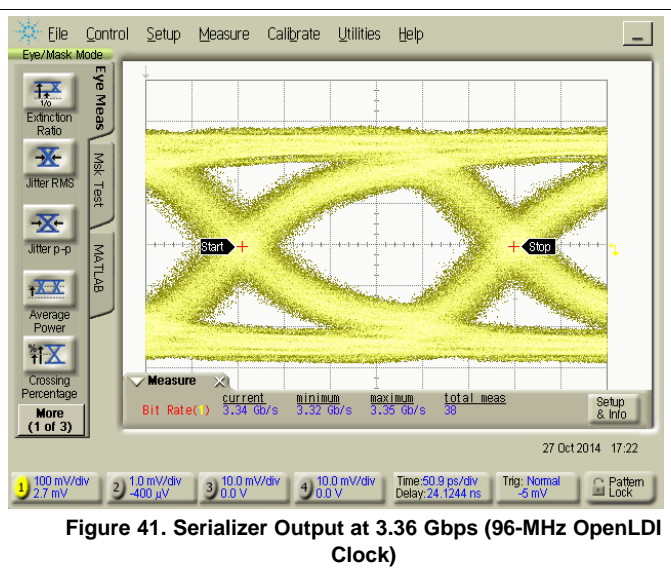 File Control Setup Measure Calibrate Utilities Help
Eye/Mask Mode
Extinction
Ratio
Jitter RMS
Jitter p-p
Average
Power
Crossing
Percentage
More
(1 of 3)
Eye Meas
Msk Test
MATLAB
Start
Stop
Measure
current minimum maximum total meas
Bit Rate(1) 3.34 Gb/s 3.32 Gb/s 3.35 Gb/s 38
Setup
& Info
27 Oct 2014 17:22
1 100 mV/div
2.7 mV
2 1.0 mV/div
-400 µV
3 10.0 mV/div
0.0 V
4 10.0 mV/div
0.0 V
Time:50.9 ps/div
Delay:24.1244 ns
Trig: Normal
-5 mV
Pattern
Lock
Figure 41. Serializer Output at 3.36 Gbps (96-MHz OpenLDI
Clock)